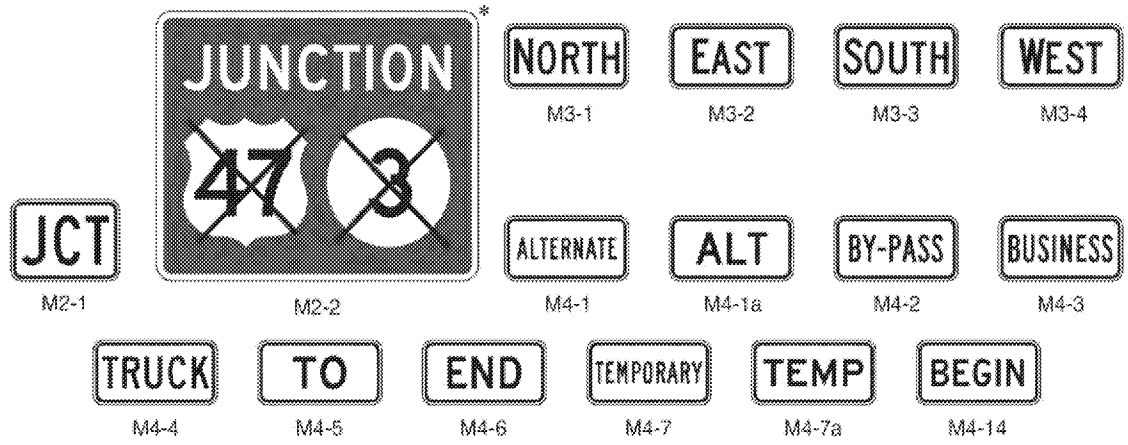 JUNCTION *
47 3
M2-2
JCT
M2-1
NORTH EAST SOUTH WEST
M3-1 M3-2 M3-3 M3-4
ALTERNATE ALT BY-PASS BUSINESS
M4-1 M4-1a M4-2 M4-3
TRUCK TO END TEMPORARY TEMP BEGIN
M4-4 M4-5 M4-6 M4-7 M4-7a M4-14